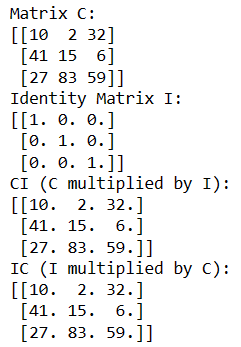 Matrix C:
[[10  2 32]
 [41 15  6]
 [27 83 59]]
Identity Matrix I:
[[1. 0. 0.]
 [0. 1. 0.]
 [0. 0. 1.]]
CI (C multiplied by I):
[[10.  2. 32.]
 [41. 15.  6.]
 [27. 83. 59.]]
IC (I multiplied by C):
[[10.  2. 32.]
 [41. 15.  6.]
 [27. 83. 59.]]